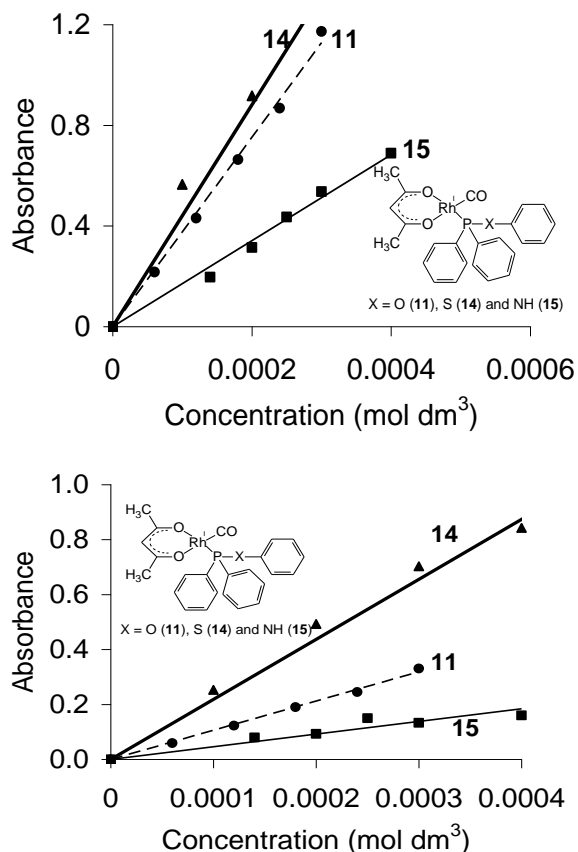 1.2
14
11
0.8
15
Absorbance
H₃C
O
CO
Rh
O
P
X
H₃C
0.4
X = O (11), S (14) and NH (15)
0
0
0.0002
0.0004
0.0006
Concentration (mol dm³)
1.0
H₃C
O
CO
14
0.8
Rh
O
P
X
H₃C
0.6
Absorbance
X = O (11), S (14) and NH (15)
0.4
11
0.2
15
0.0
0
0.0001
0.0002
0.0003
0.0004
Concentration (mol dm³)